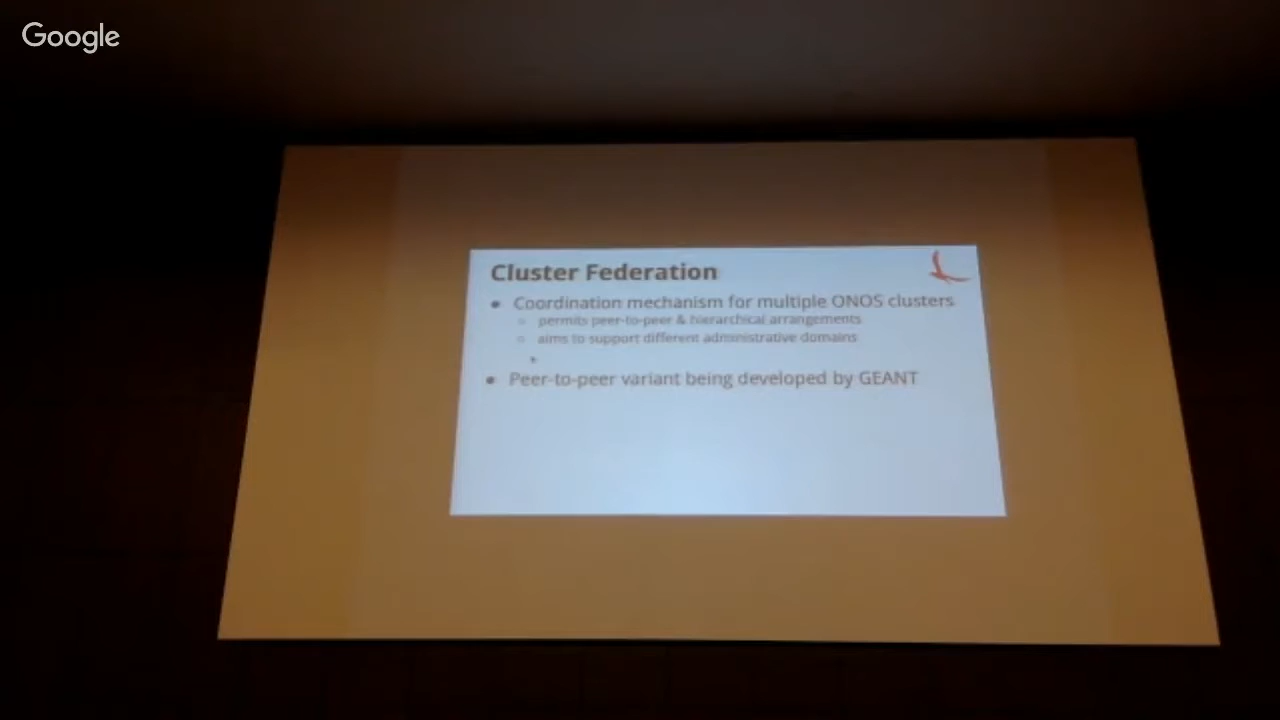 Google
Cluster Federation
• Coordination mechanism for multiple ONOS clusters
○ permits peer-to-peer & hierarchical arrangements
○ aims to support different administrative domains
• Peer-to-peer variant being developed by GEANT